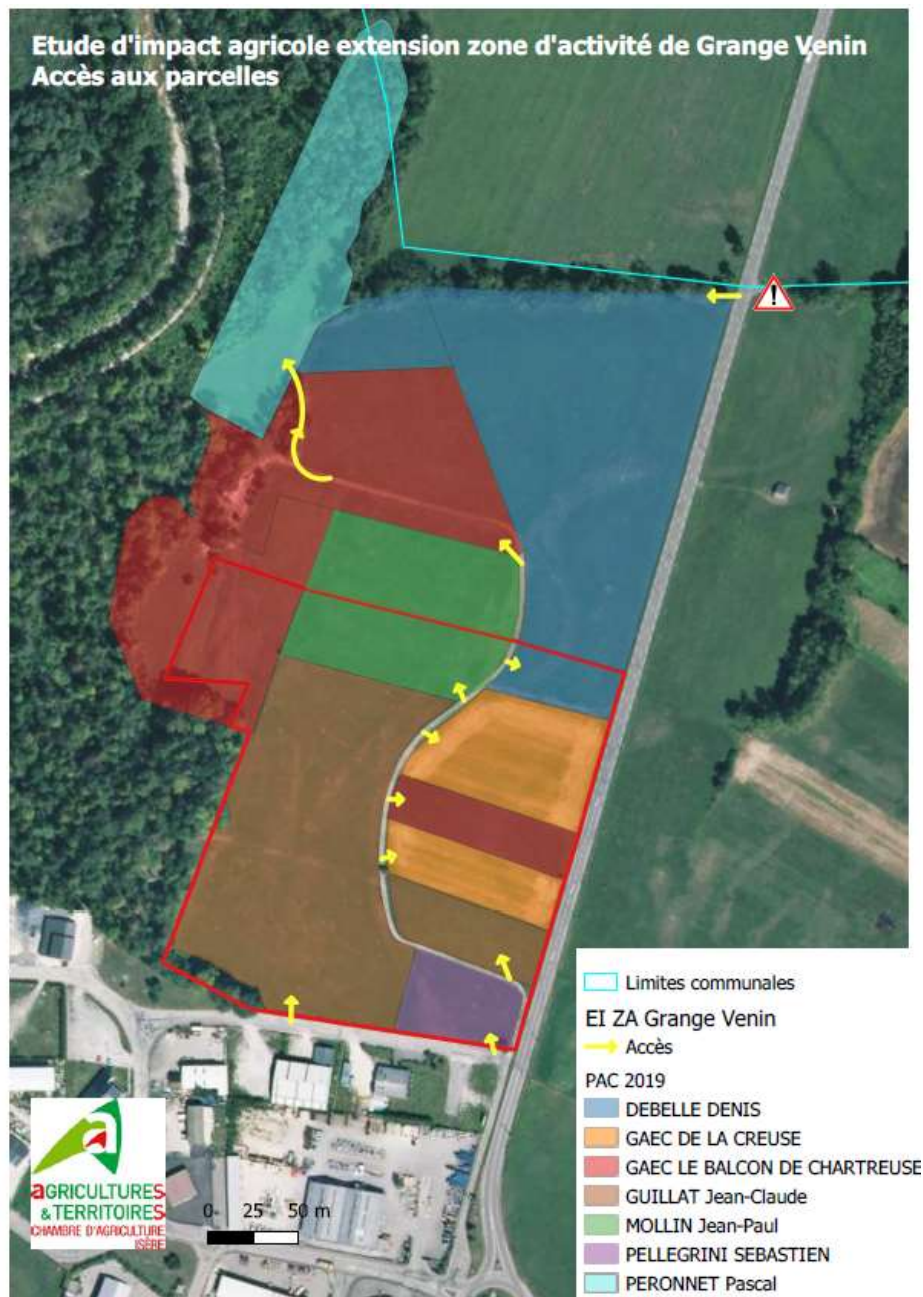 Etude d'impact agricole extension zone d'activité de Grange Venin
Accès aux parcelles
!
Limites communales
EI ZA Grange Venin
Accès
PAC 2019
DEBELLE DENIS
GAEC DE LA CREUSE
GAEC LE BALCON DE CHARTREUSE
GUILLAT Jean-Claude
MOLLIN Jean-Paul
PELLEGRINI SEBASTIEN
PERONNET Pascal
a
aGRICULTURES
& TERRITOIRES
CHAMBRE D'AGRICULTURE
ISÈRE
0 25 50 m